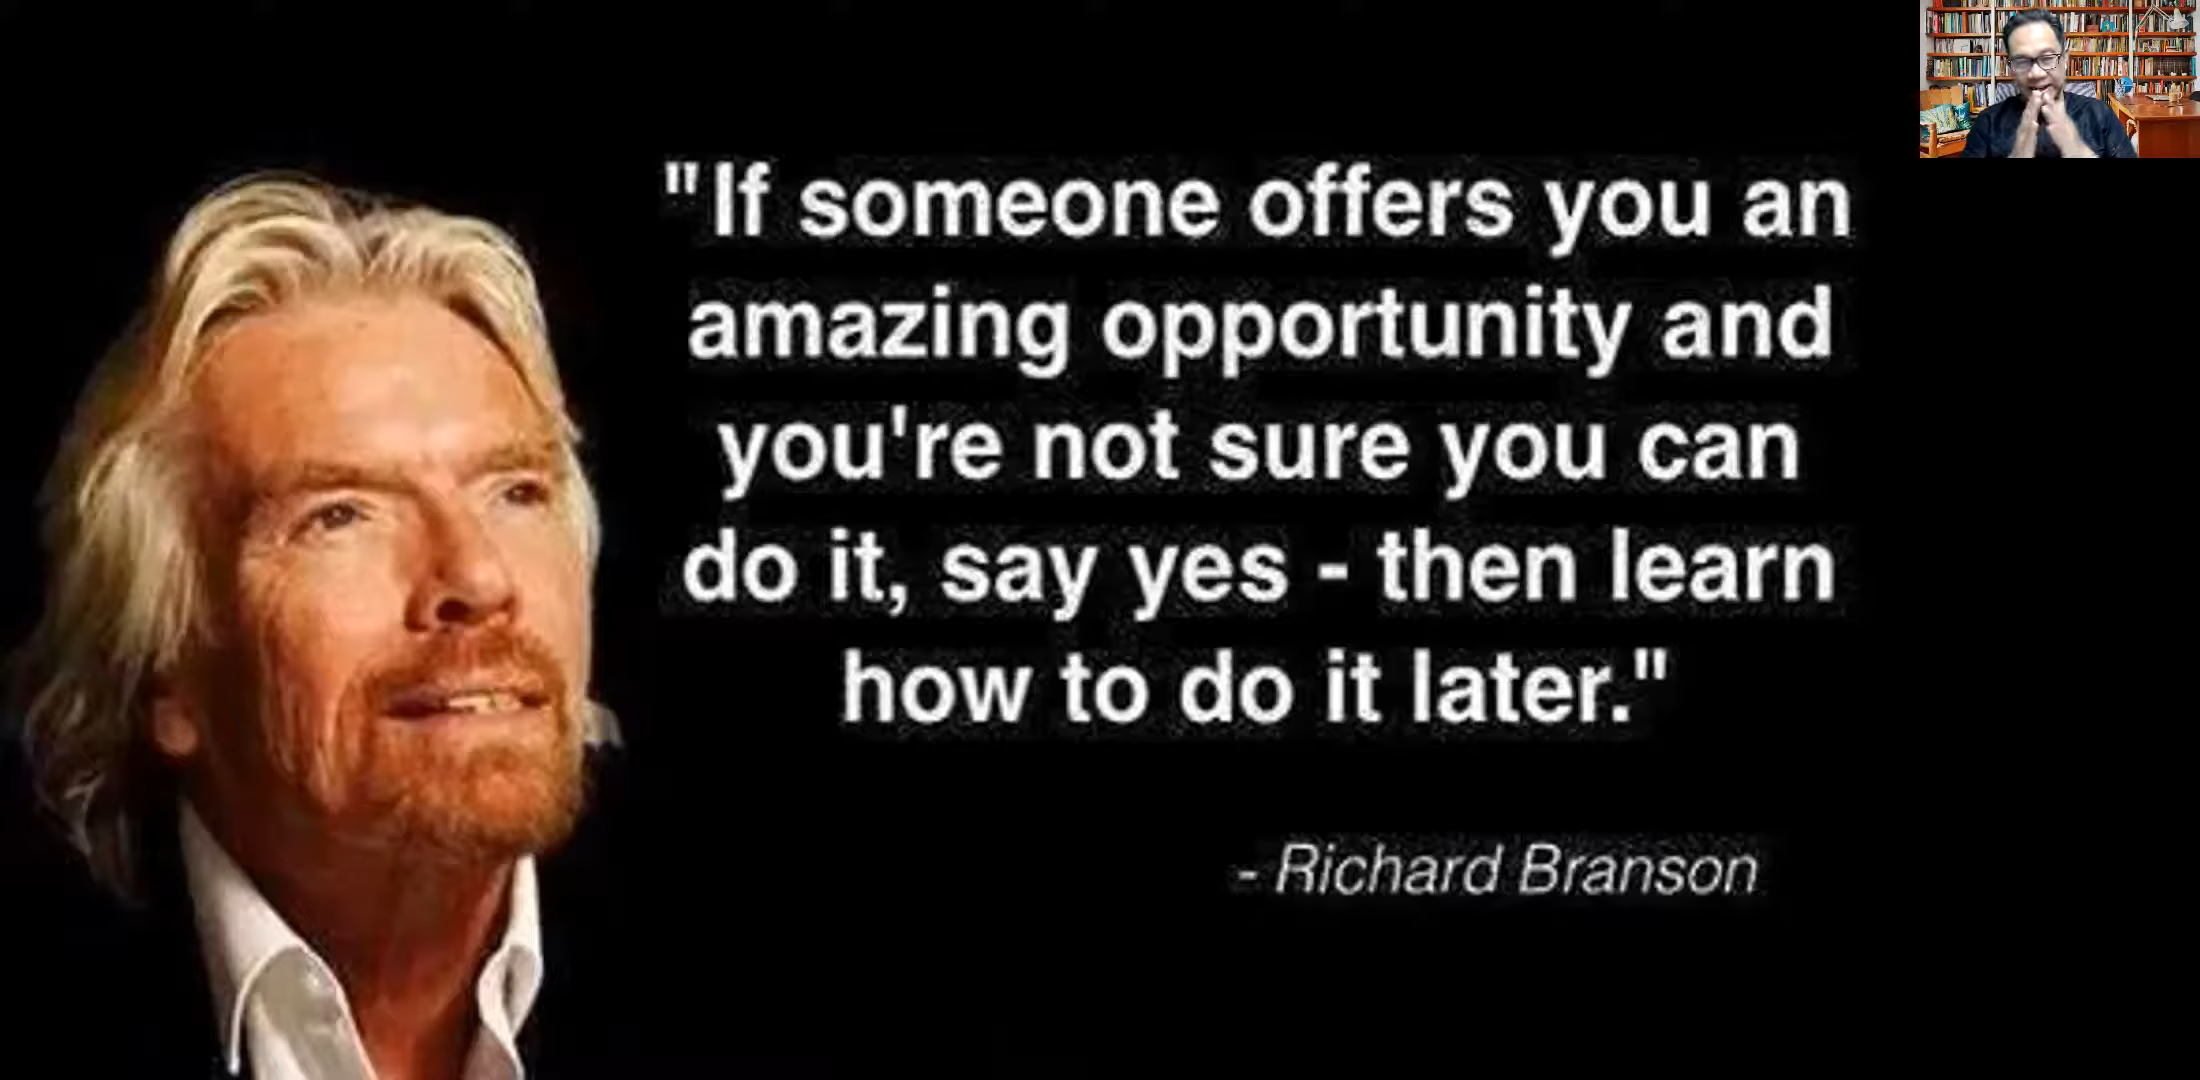 "If someone offers you an
amazing opportunity and
you're not sure you can
do it, say yes - then learn
how to do it later."
- Richard Branson